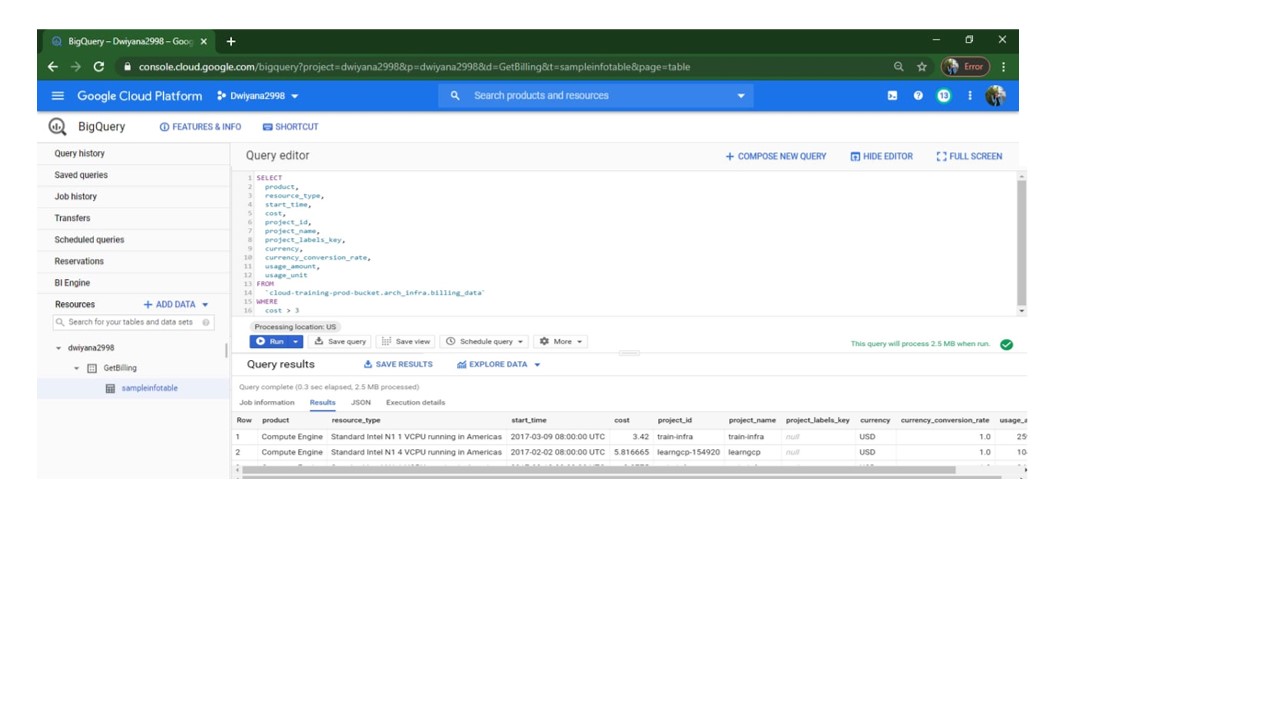 BigQuery – Dwiyana2998 – Goog
console.cloud.google.com/bigquery?project=dwiyana2998&p=dwiyana2998&d=GetBilling&t=sampleinfotable&page=table
Error
Google Cloud Platform
Dwiyana2998
Search products and resources
13
BigQuery
FEATURES & INFO
SHORTCUT
Query history
Saved queries
Job history
Transfers
Scheduled queries
Reservations
BI Engine
Resources
ADD DATA
Search for your tables and data sets
dwiyana2998
GetBilling
sampleinfotable
Query editor
COMPOSE NEW QUERY
HIDE EDITOR
FULL SCREEN
1 SELECT
2 product,
3 resource_type,
4 start_time,
5 cost,
6 project_id,
7 project_name,
8 project_labels_key,
9 currency,
10 currency_conversion_rate,
11 usage_amount,
12 usage_unit
13 FROM
14 `cloud-training-prod-bucket.arch_infra.billing_data`
15 WHERE
16 cost > 3
Processing location: US
Run
Save query
Save view
Schedule query
More
This query will process 2.5 MB when run.
Query results
SAVE RESULTS
EXPLORE DATA
Query complete (0.3 sec elapsed, 2.5 MB processed)
Job information Results JSON Execution details
Row product resource_type start_time cost project_id project_name project_labels_key currency currency_conversion_rate usage_a
1 Compute Engine Standard Intel N1 1 VCPU running in Americas 2017-03-09 08:00:00 UTC 3.42 train-infra train-infra null USD 1.0 25
2 Compute Engine Standard Intel N1 4 VCPU running in Americas 2017-02-02 08:00:00 UTC 5.816665 learngcp-154920 learngcp null USD 1.0 10